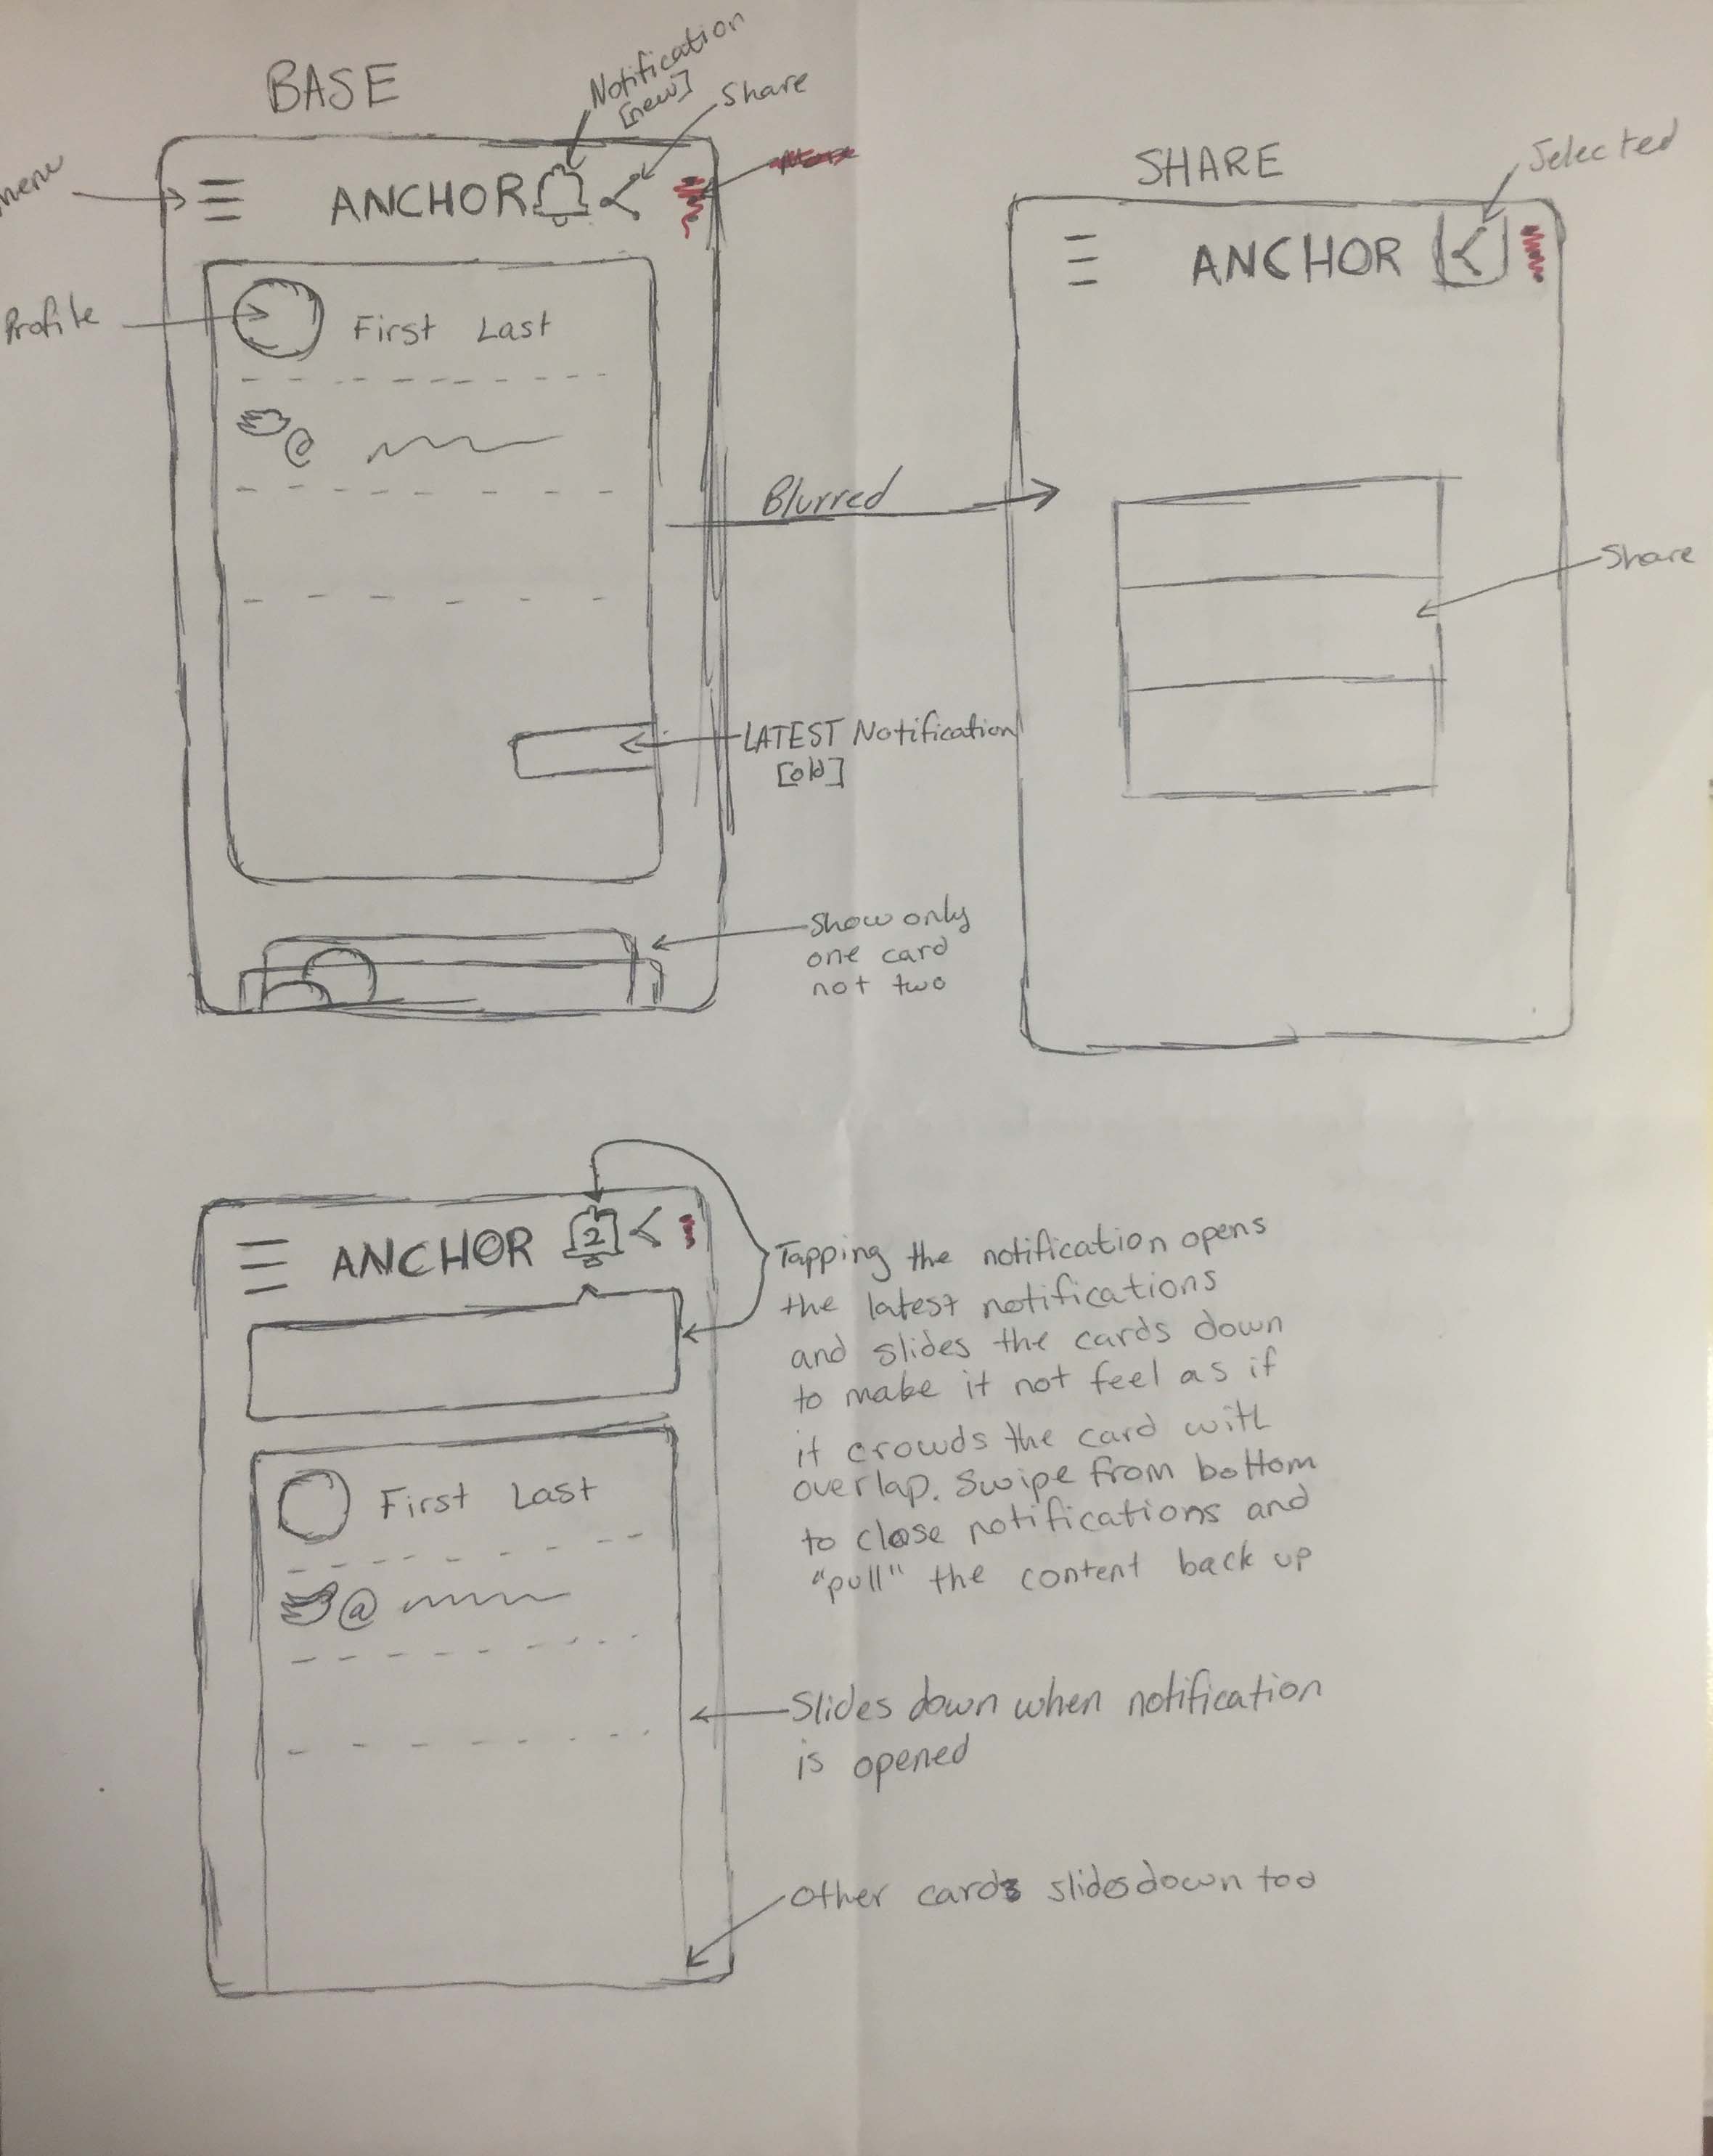 BASE
Notification
[new]
Share
More
menu
ANCHOR
Profile
First Last
@
Blurred
LATEST Notification
[old]
Show only
one card
not two
SHARE
Selected
ANCHOR
Share
ANCHOR
2
First Last
@
Tapping the notification opens
the latest notifications
and slides the cards down
to make it not feel as if
it crowds the card with
overlap. Swipe from bottom
to close notifications and
"pull" the content back up
Slides down when notification
is opened
Other cards slides down too